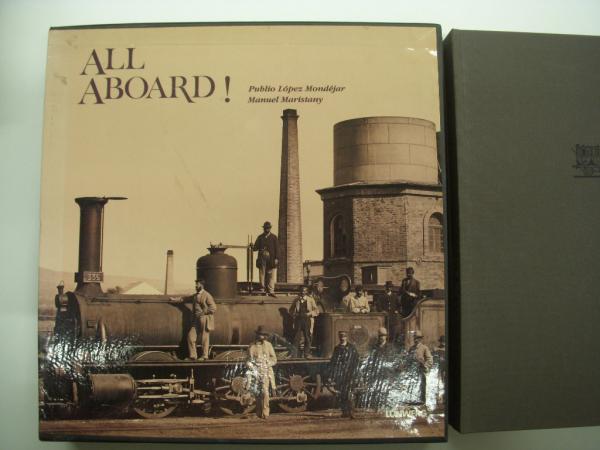 ALL
ABOARD!
Publio López Mondéjar
Manuel Maristany